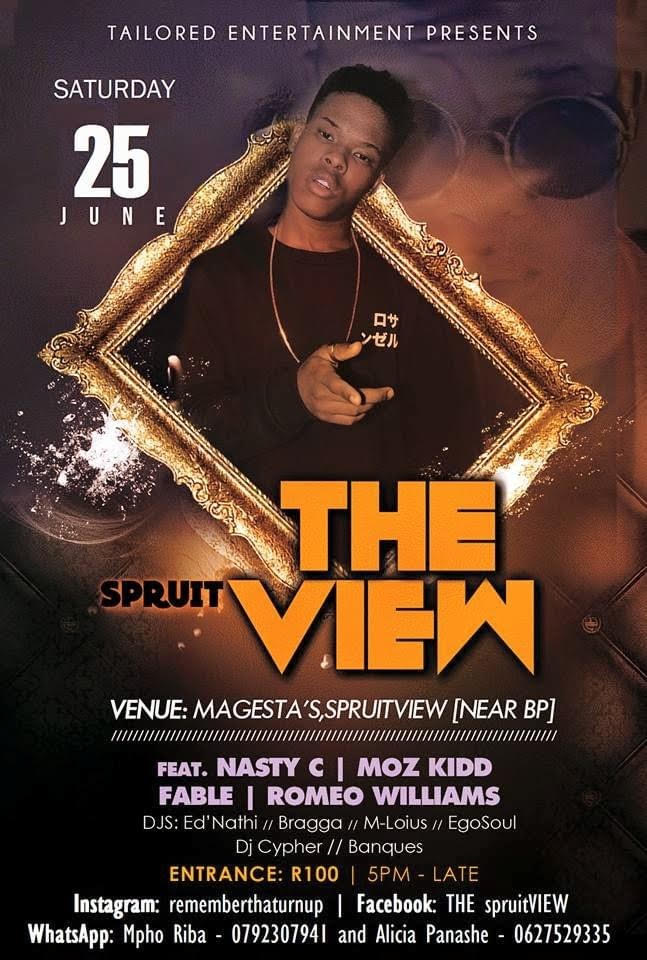 TAILORED ENTERTAINMENT PRESENTS
SATURDAY
25
JUNE
ロサ
ンゼル
THE
SPRUIT VIEW
VENUE: MAGESTA'S,SPRUITVIEW [NEAR BP]
////////////////////////////////////////////////////////////////////////////////
FEAT. NASTY C | MOZ KIDD
FABLE | ROMEO WILLIAMS
DJS: Ed'Nathi // Bragga // M-Loius // EgoSoul
Dj Cypher // Banques
ENTRANCE: R100 | 5PM - LATE
Instagram: rememberthaturnup | Facebook: THE spruitVIEW
WhatsApp: Mpho Riba - 0792307941 and Alicia Panashe - 0627529335